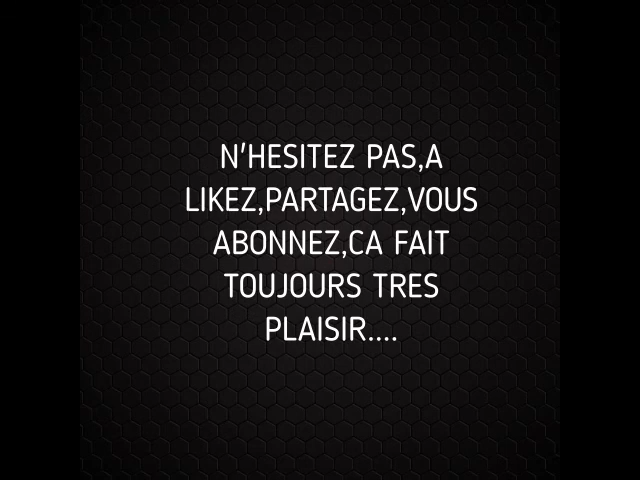 N'HESITEZ PAS,A
LIKEZ,PARTAGEZ,VOUS
ABONNEZ,CA FAIT
TOUJOURS TRES
PLAISIR....